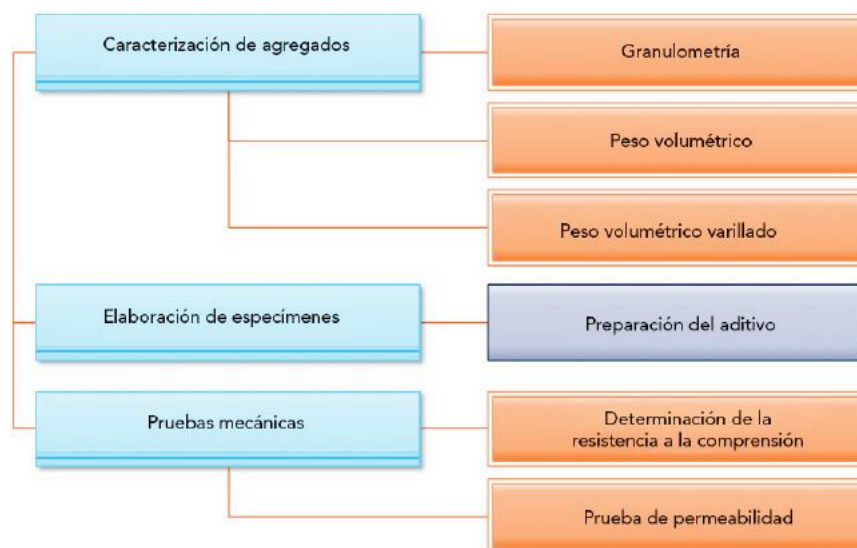 Caracterización de agregados
Granulometría
Peso volumétrico
Peso volumétrico varillado
Elaboración de especímenes
Preparación del aditivo
Pruebas mecánicas
Determinación de la
resistencia a la comprensión
Prueba de permeabilidad